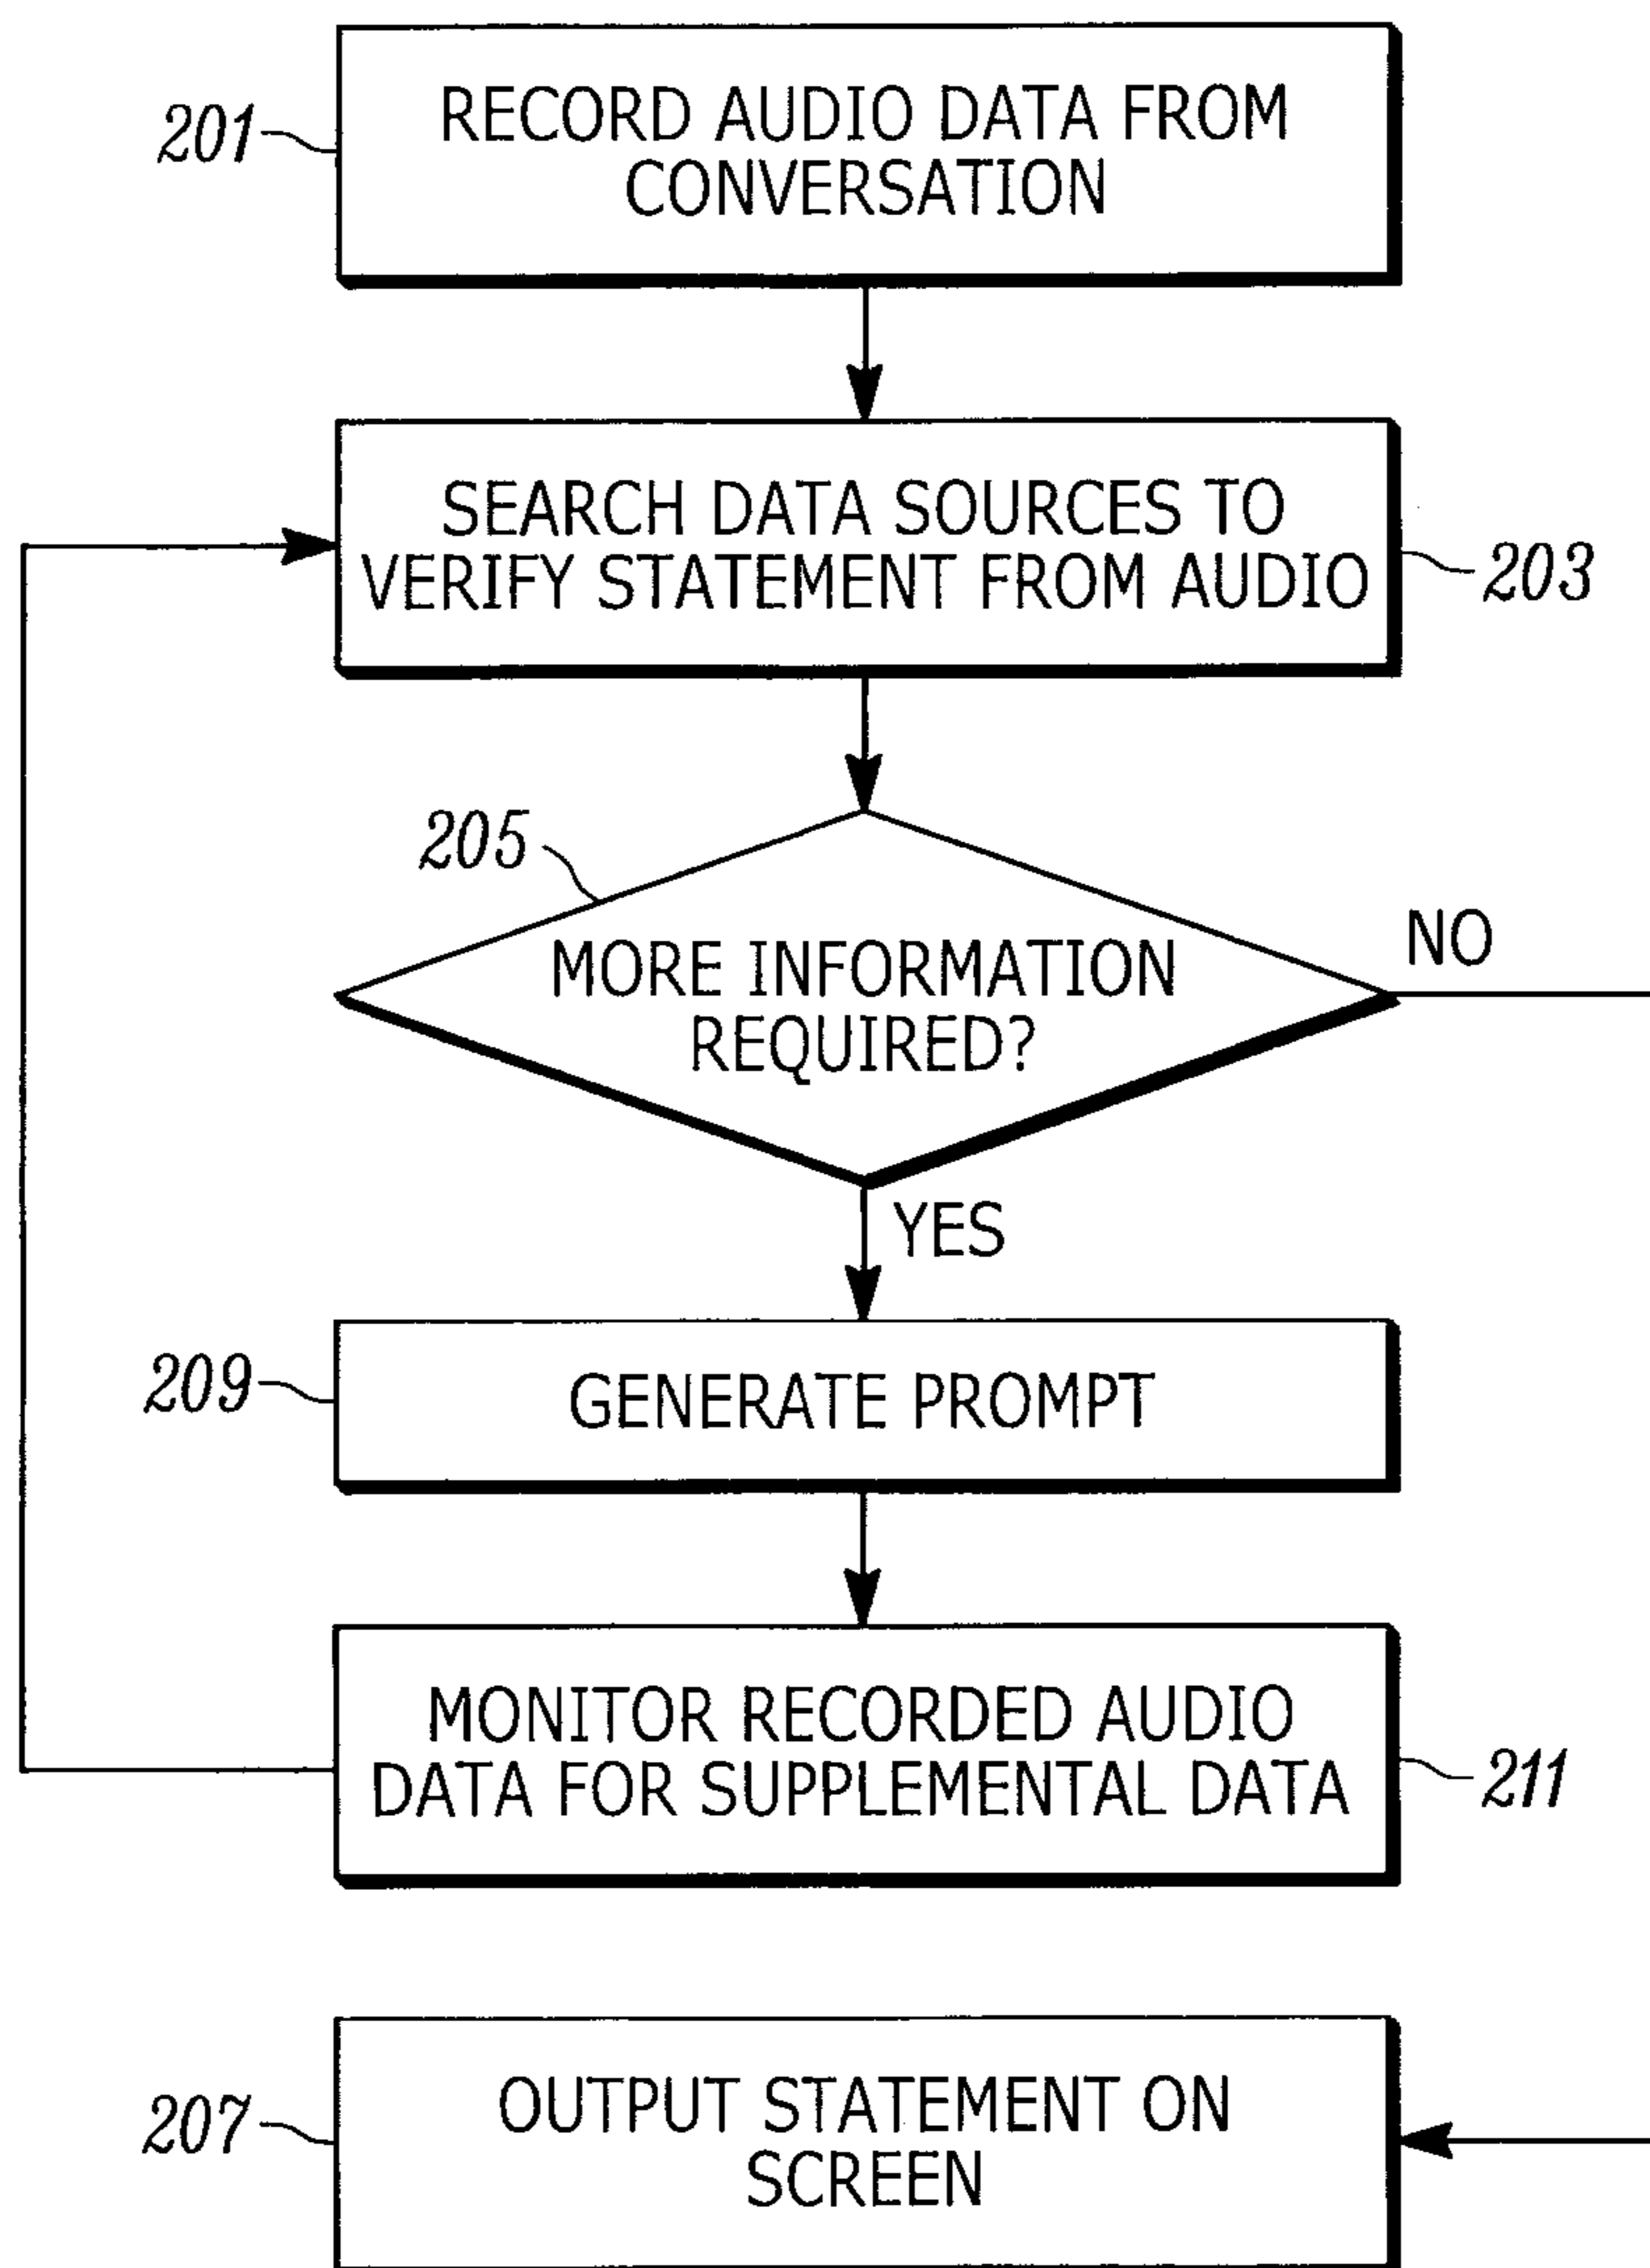 201
RECORD AUDIO DATA FROM
CONVERSATION
SEARCH DATA SOURCES TO
VERIFY STATEMENT FROM AUDIO
203
205
MORE INFORMATION
REQUIRED?
NO
YES
209
GENERATE PROMPT
MONITOR RECORDED AUDIO
DATA FOR SUPPLEMENTAL DATA
211
207
OUTPUT STATEMENT ON
SCREEN